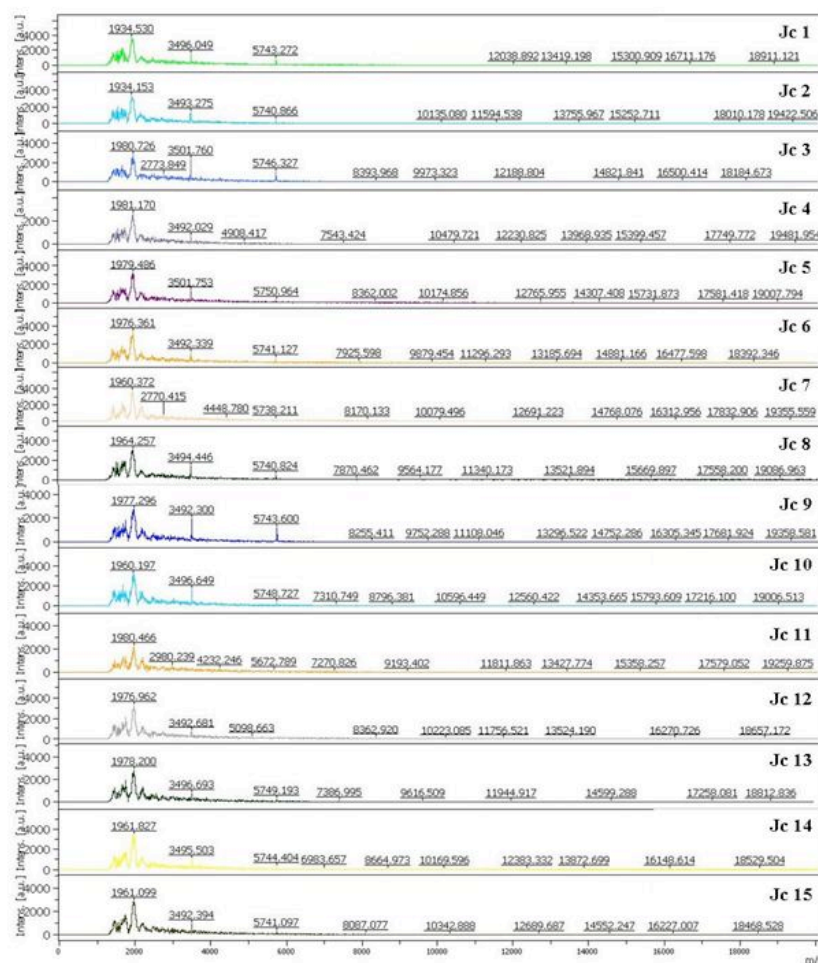 Jc 1
1934.530 3496.049 5743.272 12038.892 13419.198 15300.909 16711.176 18911.121
Jc 2
1934.153 3493.275 5740.866 10135.080 11594.538 13755.967 15252.711 18010.178 19422.506
Jc 3
1980.726 2773.849 3501.760 5746.327 8393.968 9973.323 12188.804 14821.841 16500.414 18184.673
Jc 4
1981.170 3492.029 4908.417 7543.424 10479.721 12230.825 13968.935 15399.457 17749.772 19481.954
Jc 5
1979.486 3501.753 5750.964 8362.002 10174.856 12765.955 14307.408 15731.873 17581.418 19007.794
Jc 6
1976.361 3492.339 5741.127 7925.598 9879.454 11296.293 13185.694 14881.166 16477.598 18392.346
Jc 7
1960.372 2770.415 4448.780 5738.211 8170.133 10079.496 12691.223 14768.076 16312.956 17832.906 19355.559
Jc 8
1964.257 3494.446 5740.824 7870.462 9564.177 11340.173 13521.894 15669.897 17558.200 19086.963
Jc 9
1977.296 3492.300 5743.600 8255.411 9752.288 11108.046 13296.522 14752.286 16305.345 17681.924 19358.581
Jc 10
1960.197 3496.649 5748.727 7310.749 8796.381 10596.449 12560.422 14353.665 15793.609 17216.100 19006.513
Jc 11
1980.466 2980.239 4232.246 5672.789 7270.826 9193.402 11811.863 13427.774 15358.257 17579.052 19259.875
Jc 12
1976.962 3492.681 5098.663 8362.920 10223.085 11756.521 13524.190 16270.726 18657.172
Jc 13
1978.200 3496.693 5749.193 7386.995 9616.509 11944.917 14599.288 17258.081 18812.836
Jc 14
1961.827 3495.503 5744.404 6983.657 8664.973 10169.596 12383.332 13872.699 16148.614 18529.504
Jc 15
1961.099 3492.394 5741.097 8087.077 10342.888 12689.687 14552.247 16227.007 18468.528
Intens. [a.u.]
0 2000 4000 6000 8000 10000 12000 14000 16000 18000